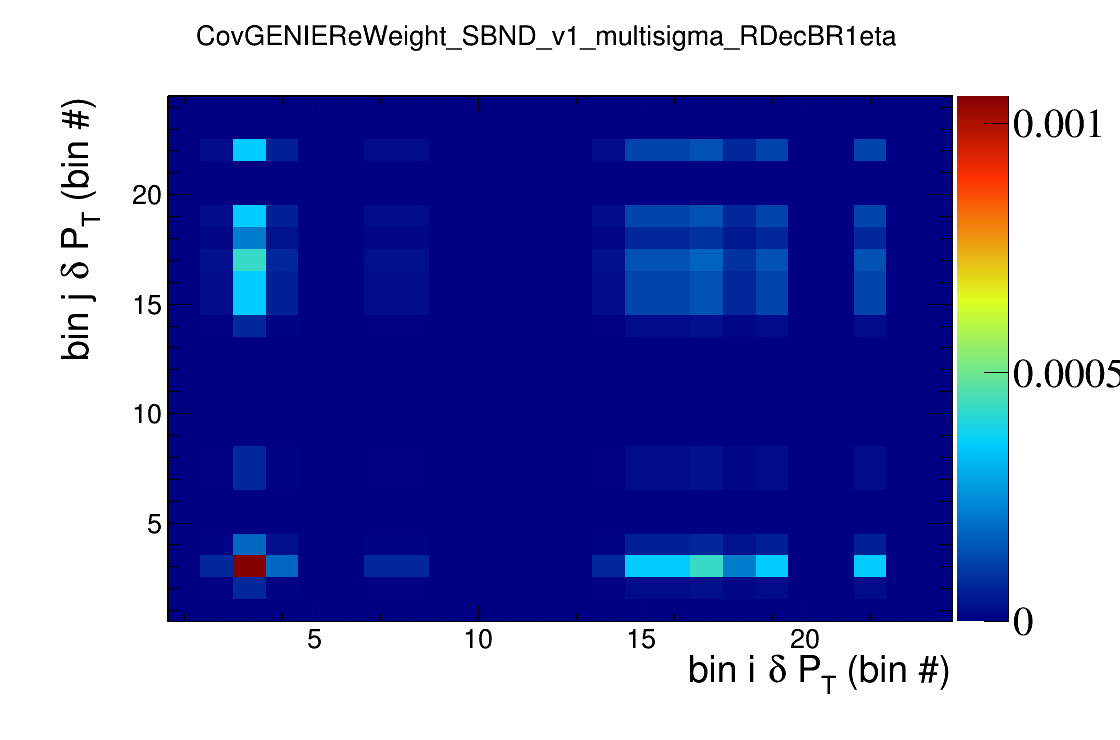 CovGENIEReWeight_SBND_v1_multisigma_RDecBR1eta
bin j δ P_T (bin #)
20
15
10
5
5 10 15 20
bin i δ P_T (bin #)
0.001
0.0005
0